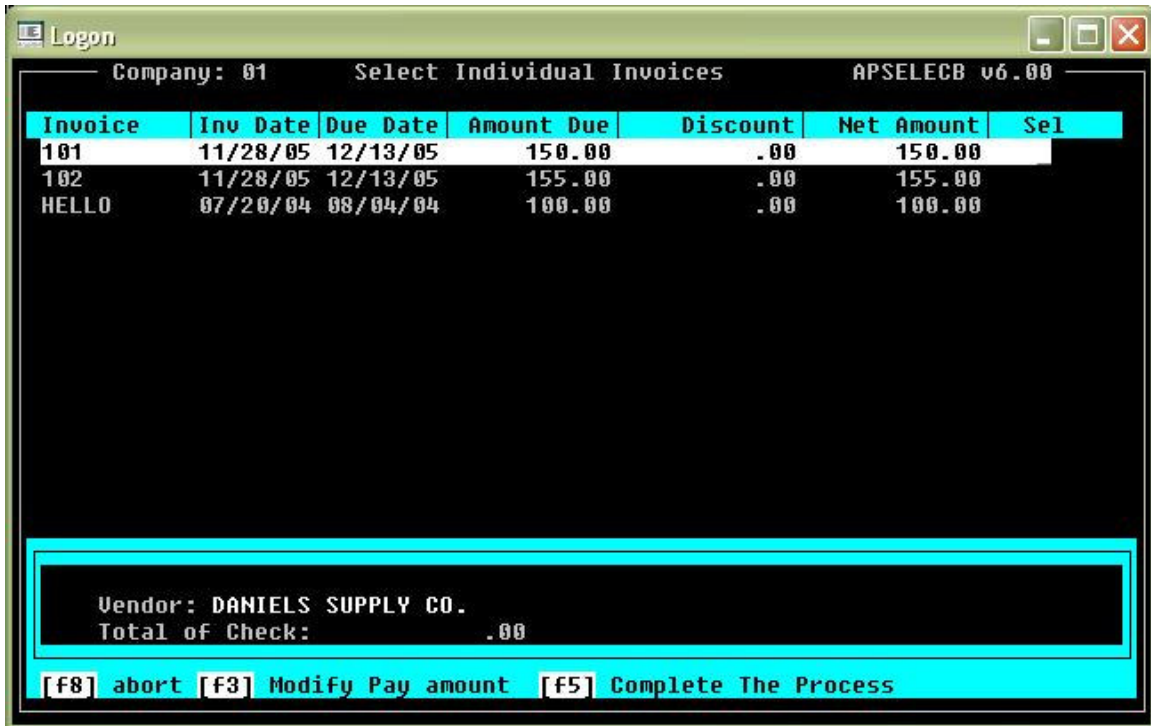 Logon
Company: 01 Select Individual Invoices APSELECB v6.00
Invoice Inv Date Due Date Amount Due Discount Net Amount Sel
101 11/28/05 12/13/05 150.00 .00 150.00 _
102 11/28/05 12/13/05 155.00 .00 155.00
HELLO 07/20/04 08/04/04 100.00 .00 100.00
Vendor: DANIELS SUPPLY CO.
Total of Check: .00
[f8] abort [f3] Modify Pay amount [f5] Complete The Process